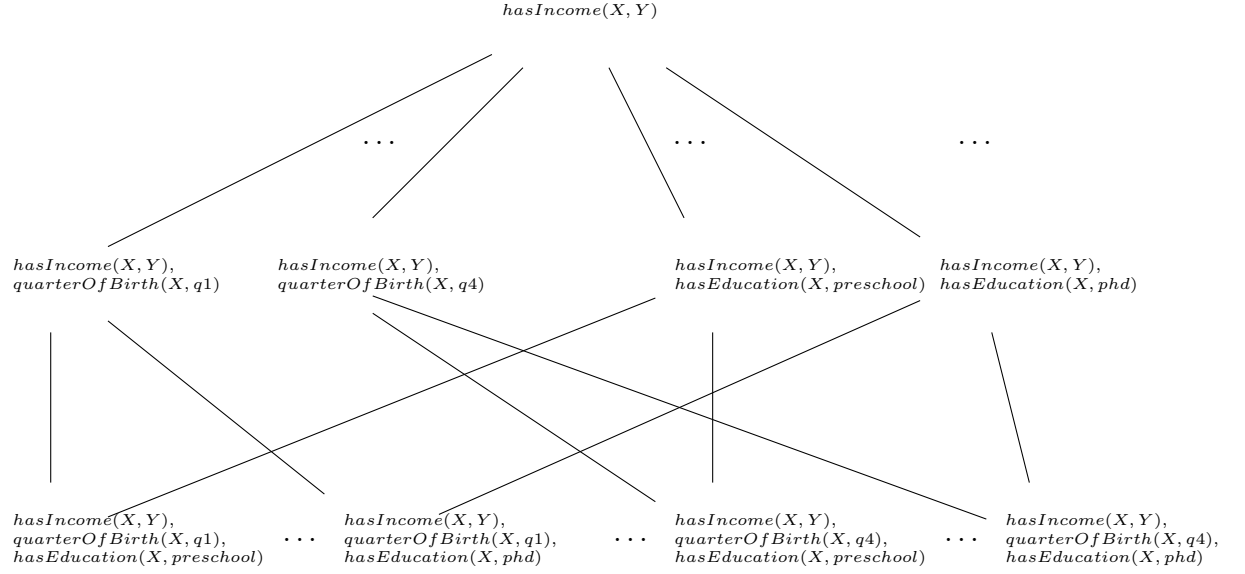 hasIncome(X, Y)
... ... ...
hasIncome(X, Y),
quarterOfBirth(X, q1)
hasIncome(X, Y),
quarterOfBirth(X, q4)
hasIncome(X, Y),
hasEducation(X, preschool)
hasIncome(X, Y),
hasEducation(X, phd)
hasIncome(X, Y),
quarterOfBirth(X, q1),
hasEducation(X, preschool)
...
hasIncome(X, Y),
quarterOfBirth(X, q1),
hasEducation(X, phd)
...
hasIncome(X, Y),
quarterOfBirth(X, q4),
hasEducation(X, preschool)
...
hasIncome(X, Y),
quarterOfBirth(X, q4),
hasEducation(X, phd)